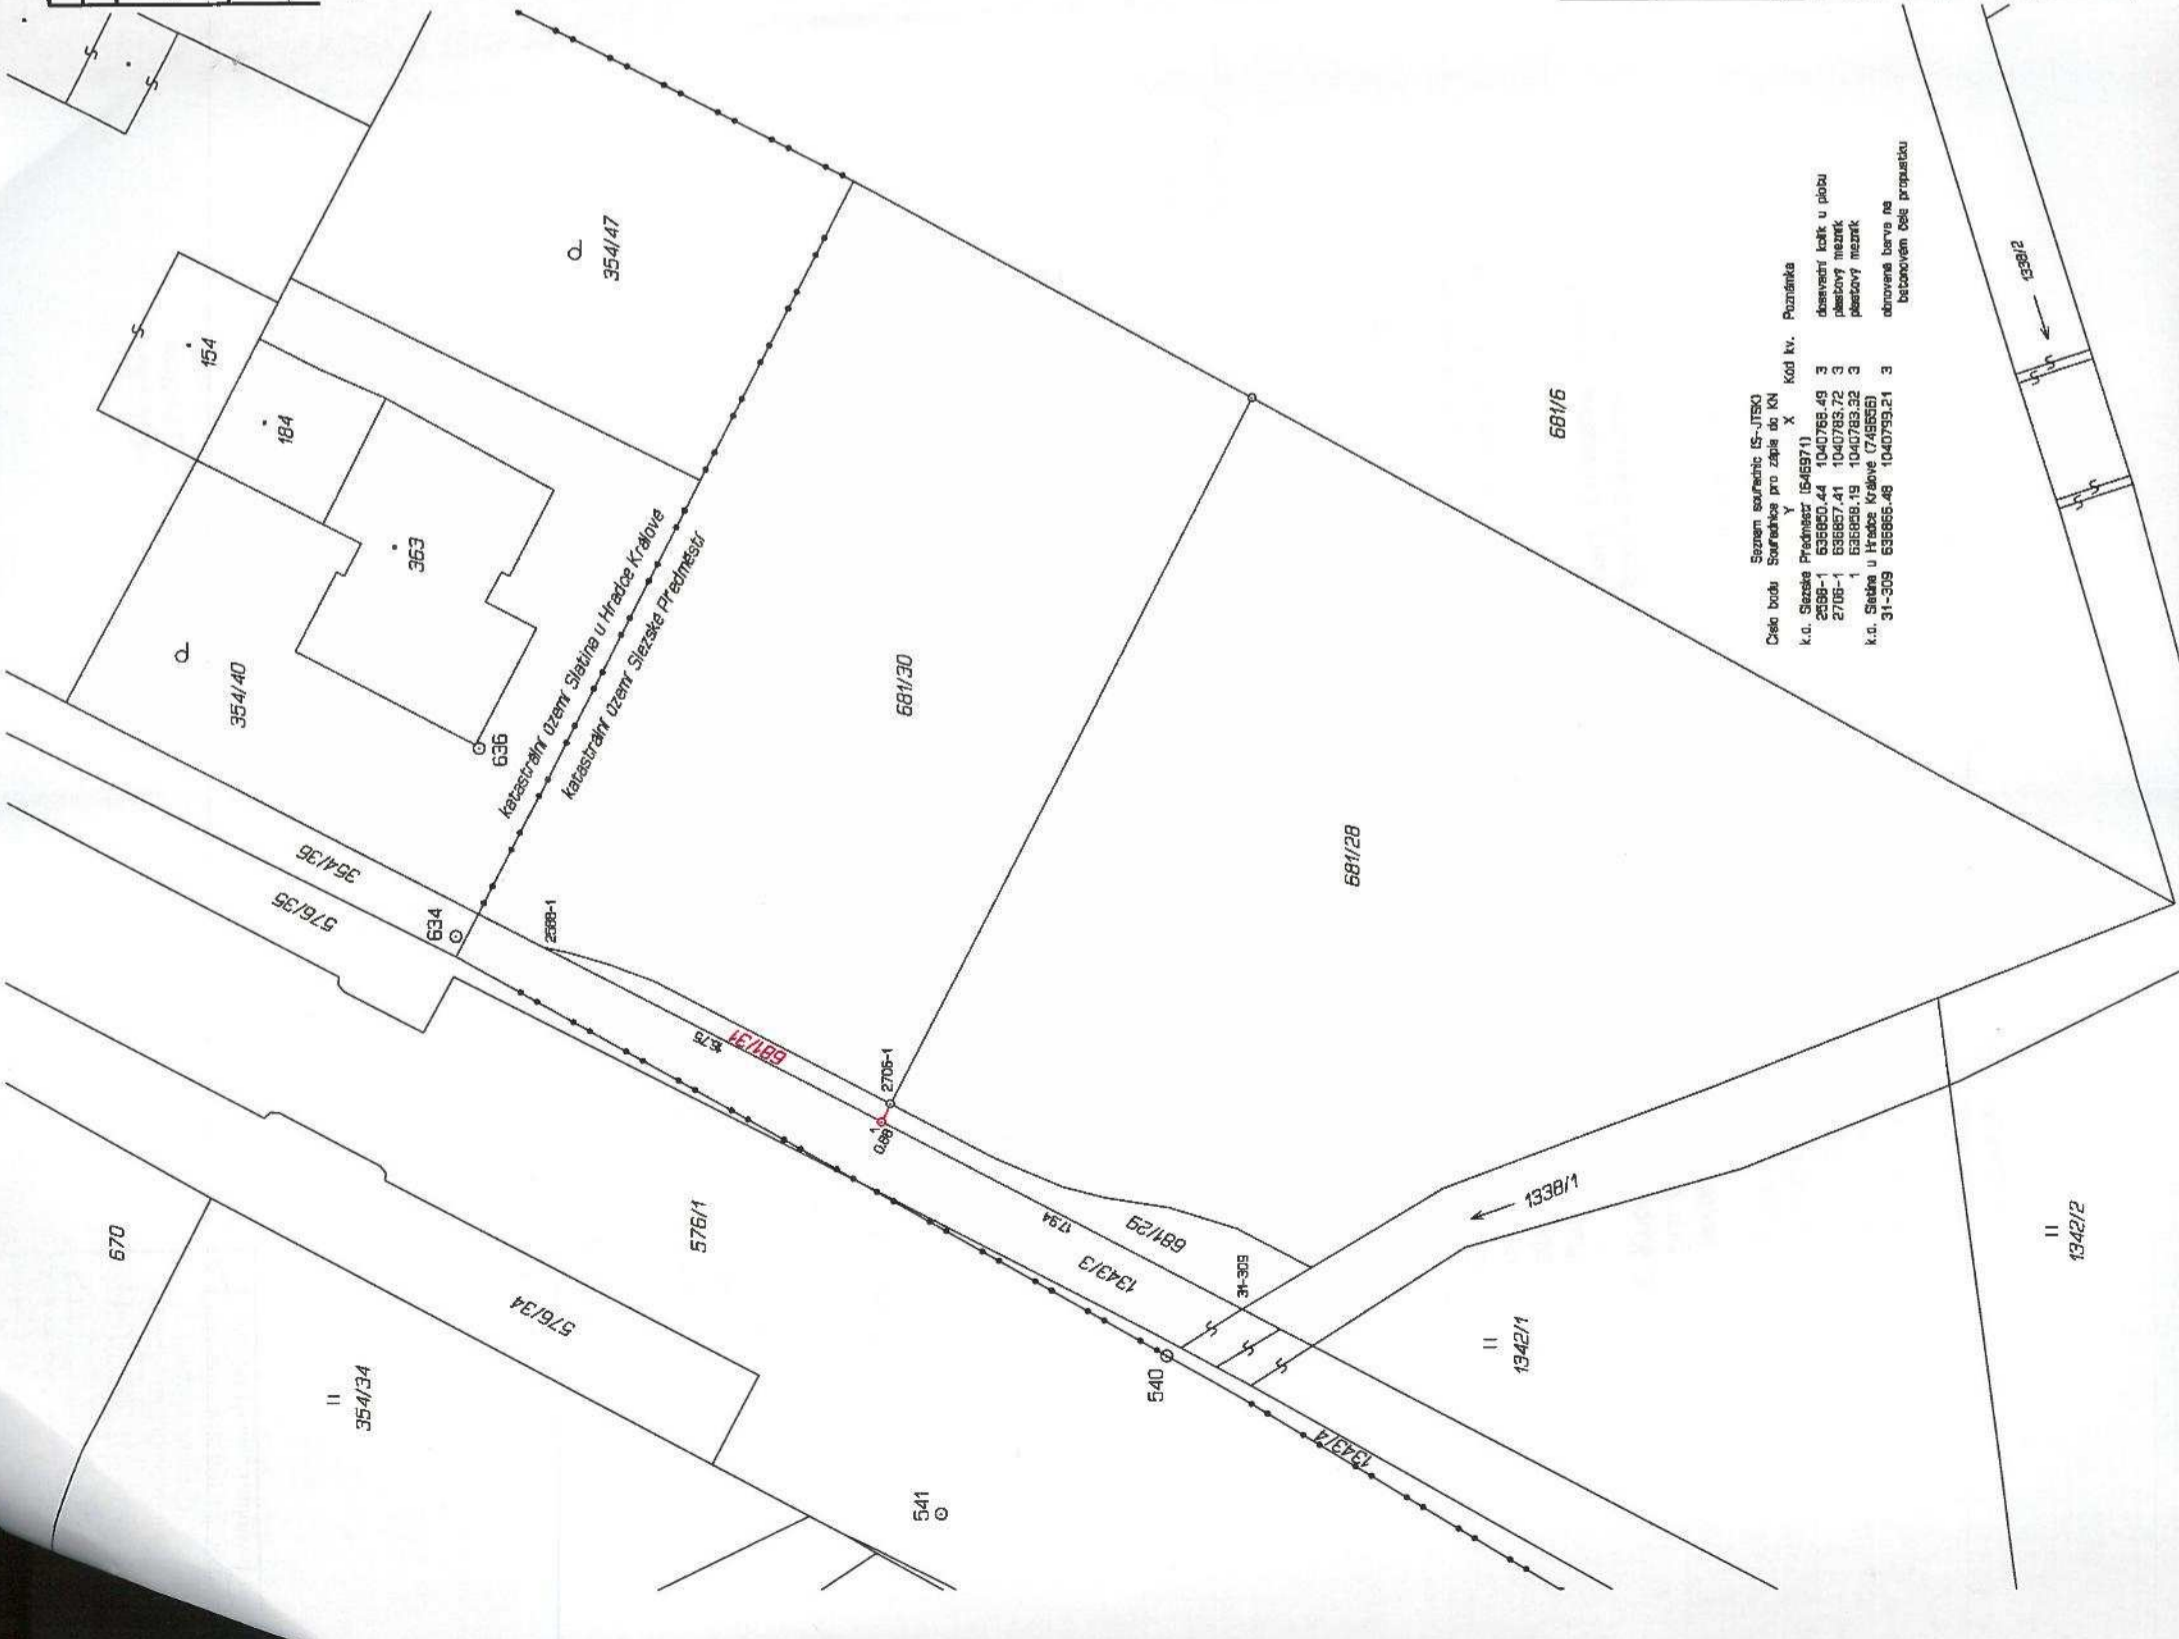 154
184
363
354/47
354/40
katastrální území Slatina u Hradce Králové
katastrální území Slezské Předměstí
636
634
354/36
576/35
2588-1
681/30
681/6
681/28
16.75
681/31
2706-1
1
0.88
17.94
681/29
1343/3
31-309
1338/1
1338/2
670
576/1
576/34
354/34
541
540
1343/4
1342/1
1342/2
Seznam souřadnic (S-JTSK)
Číslo bodu Souřadnice pro zápis do KN
Y X Kód kv. Poznámka
k.ú. Slezské Předměstí (646971)
2588-1 636850.44 1040768.49 3 dosavadní kolík u plotu
2706-1 636857.41 1040783.72 3 plastový mezník
1 636858.19 1040783.32 3 plastový mezník
k.ú. Slatina u Hradce Králové
31-309 636866.48 1040799.21 3 obnovená barva na
betonovém čele propustku